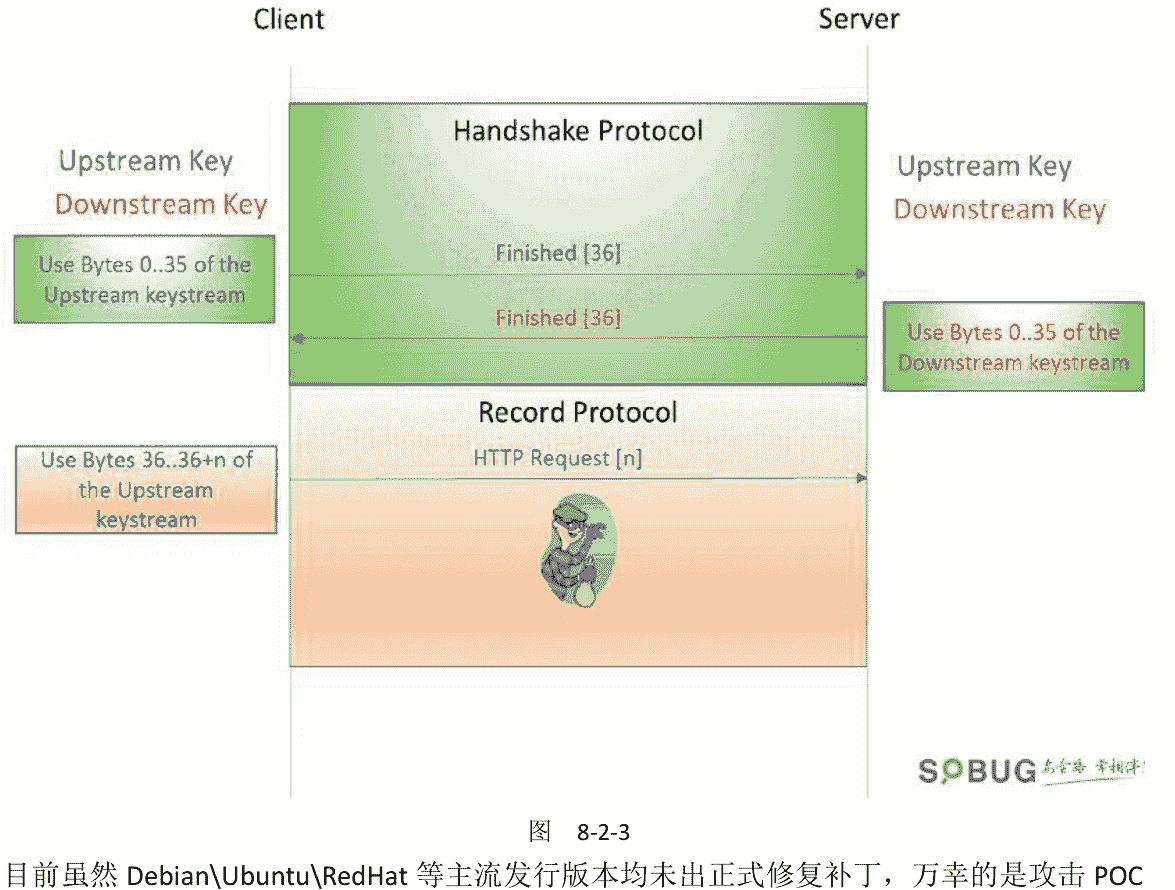 Client
Server
Handshake Protocol
Upstream Key
Downstream Key
Upstream Key
Downstream Key
Use Bytes 0..35 of the
Upstream keystream
Finished [36]
Finished [36]
Use Bytes 0..35 of the
Downstream keystream
Record Protocol
Use Bytes 36..36+n of
the Upstream
keystream
HTTP Request [n]
SOBUG
图 8-2-3
目前虽然 Debian\Ubuntu\RedHat 等主流发行版本均未出正式修复补丁，万幸的是攻击 POC